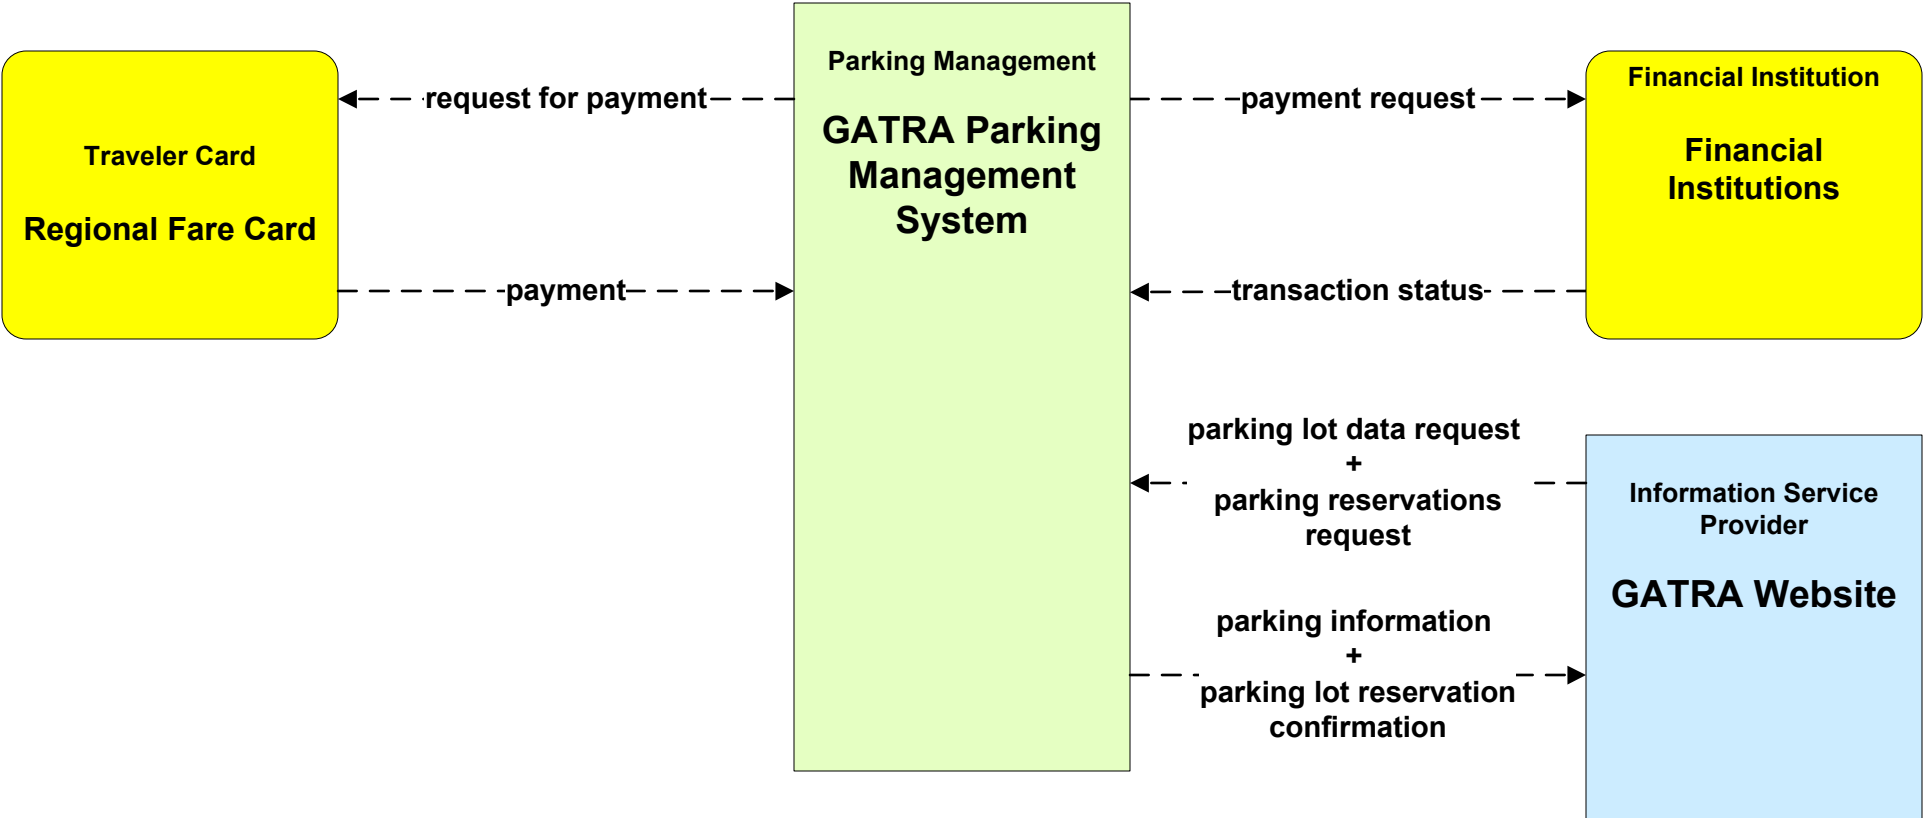 Traveler Card
Regional Fare Card
request for payment
payment
Parking Management
GATRA Parking
Management
System
payment request
transaction status
Financial Institution
Financial
Institutions
parking lot data request
+
parking reservations
request
parking information
+
parking lot reservation
confirmation
Information Service
Provider
GATRA Website